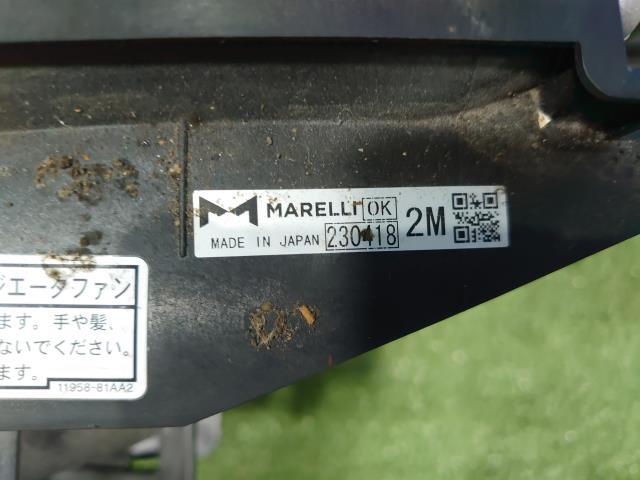 MARELLI OK
MADE IN JAPAN 230418 2M
ジエータファン
ます。手や髪、
ないでください。
ます。
11958-81AA2